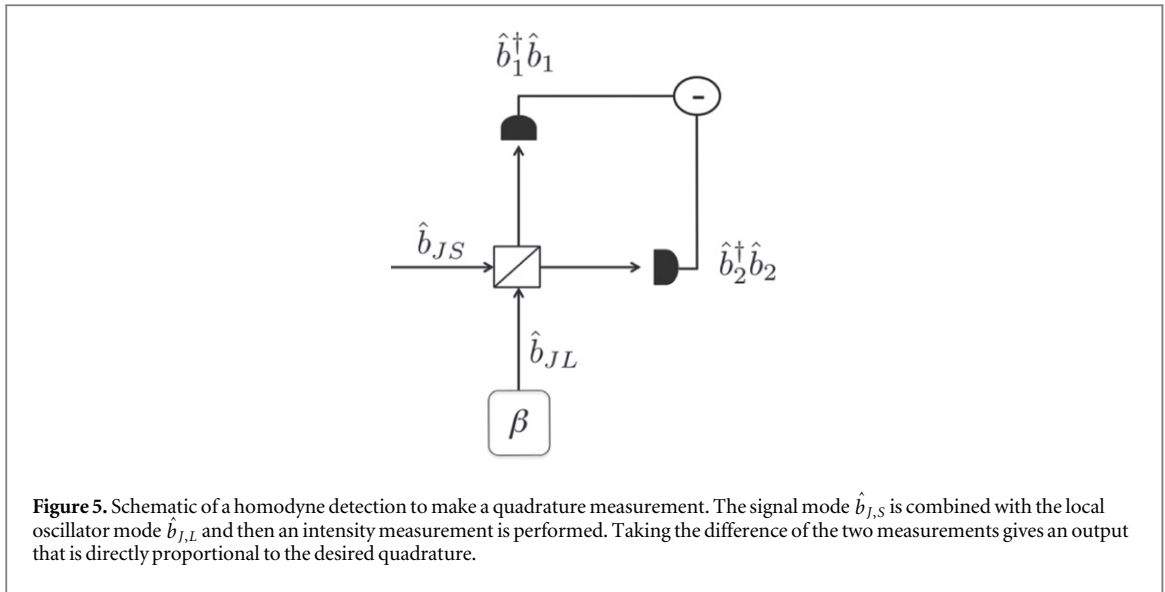 b̂₁†b̂₁
-
b̂_JS
b̂₂†b̂₂
b̂_JL
β
Figure 5. Schematic of a homodyne detection to make a quadrature measurement. The signal mode b̂_J,S is combined with the local
oscillator mode b̂_J,L and then an intensity measurement is performed. Taking the difference of the two measurements gives an output
that is directly proportional to the desired quadrature.